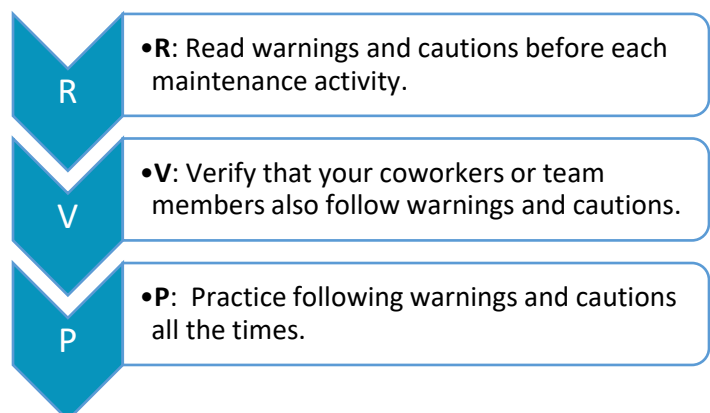 R
•R: Read warnings and cautions before each
maintenance activity.
V
•V: Verify that your coworkers or team
members also follow warnings and cautions.
P
•P:  Practice following warnings and cautions
all the times.